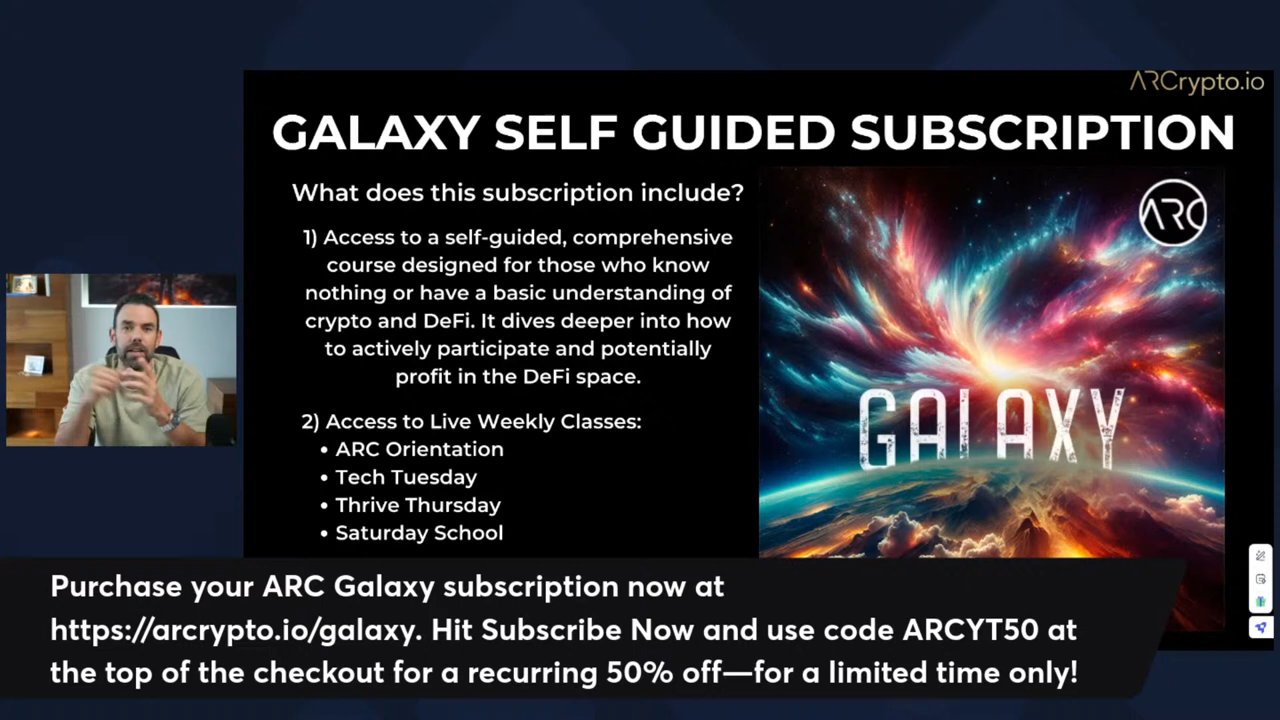 ARCrypto.io
GALAXY SELF GUIDED SUBSCRIPTION
What does this subscription include?
1) Access to a self-guided, comprehensive
course designed for those who know
nothing or have a basic understanding of
crypto and DeFi. It dives deeper into how
to actively participate and potentially
profit in the DeFi space.
2) Access to Live Weekly Classes:
• ARC Orientation
• Tech Tuesday
• Thrive Thursday
• Saturday School
ARC
GALAXY
Purchase your ARC Galaxy subscription now at
https://arcrypto.io/galaxy. Hit Subscribe Now and use code ARCYT50 at
the top of the checkout for a recurring 50% off—for a limited time only!